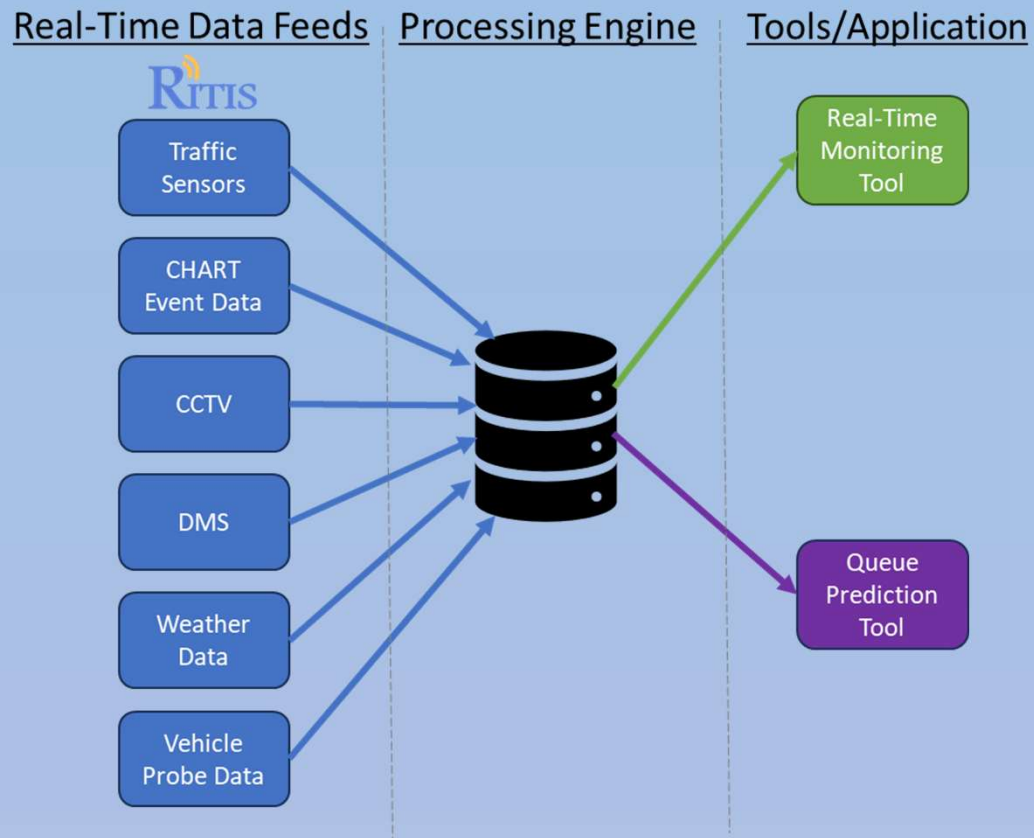 Real-Time Data Feeds
Processing Engine
Tools/Application
RITIS
Traffic
Sensors
CHART
Event Data
CCTV
DMS
Weather
Data
Vehicle
Probe Data
Real-Time
Monitoring
Tool
Queue
Prediction
Tool